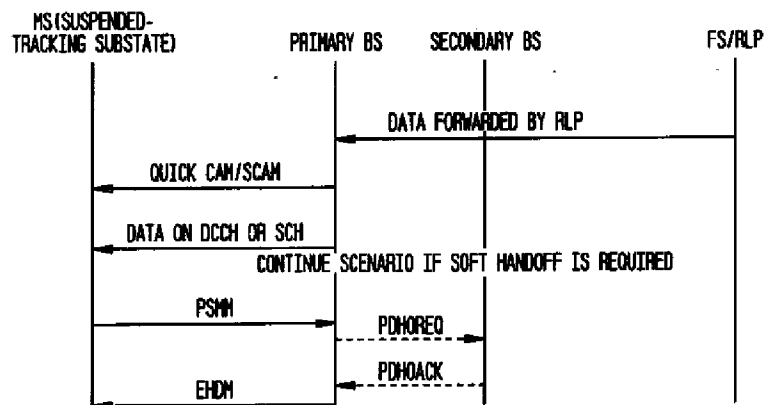 MS(SUSPENDED-
TRACKING SUBSTATE)
PRIMARY BS
SECONDARY BS
FS/RLP
DATA FORWARDED BY RLP
QUICK CAM/SCAM
DATA ON DCCH OR SCH
CONTINUE SCENARIO IF SOFT HANDOFF IS REQUIRED
PSMM
PDHOREQ
PDHOACK
EHDM